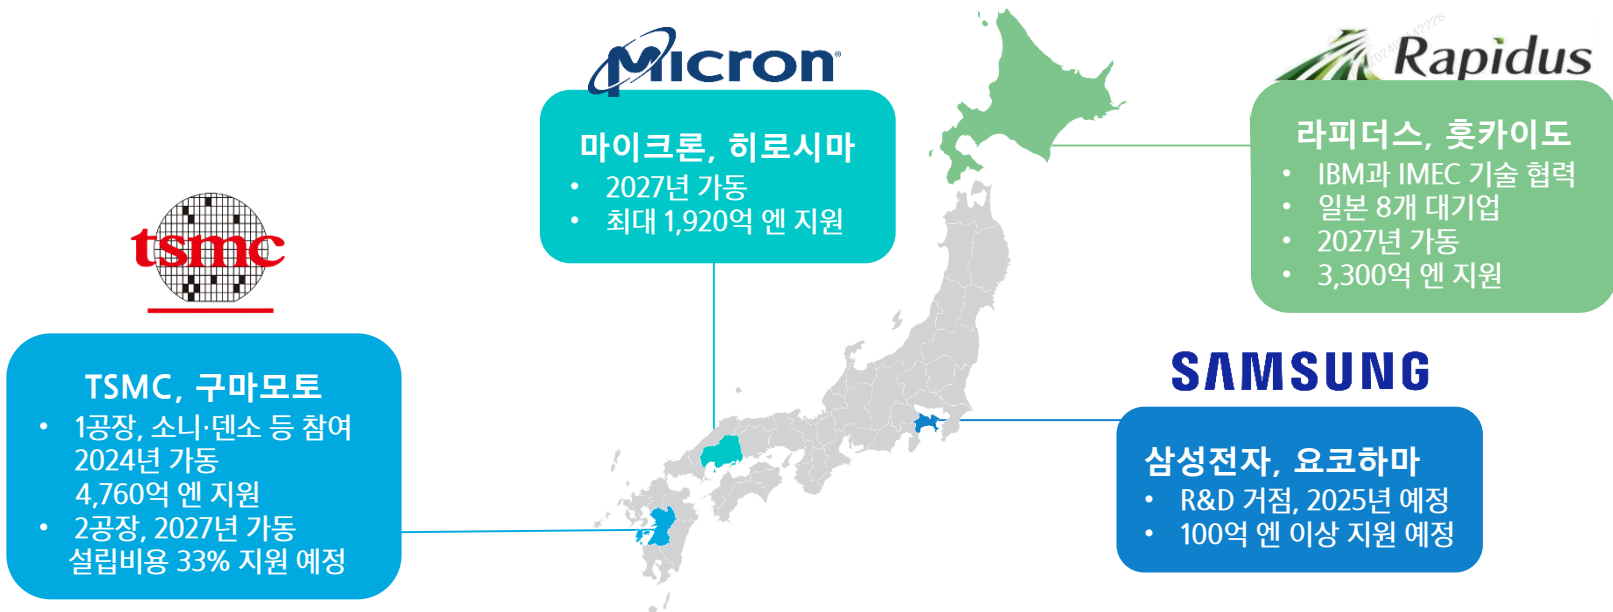 Micron
마이크론, 히로시마
• 2027년 가동
• 최대 1,920억 엔 지원
Rapidus
라피더스, 홋카이도
• IBM과 IMEC 기술 협력
• 일본 8개 대기업
• 2027년 가동
• 3,300억 엔 지원
tsmc
TSMC, 구마모토
• 1공장, 소니·덴소 등 참여
2024년 가동
4,760억 엔 지원
• 2공장, 2027년 가동
설립비용 33% 지원 예정
SAMSUNG
삼성전자, 요코하마
• R&D 거점, 2025년 예정
• 100억 엔 이상 지원 예정